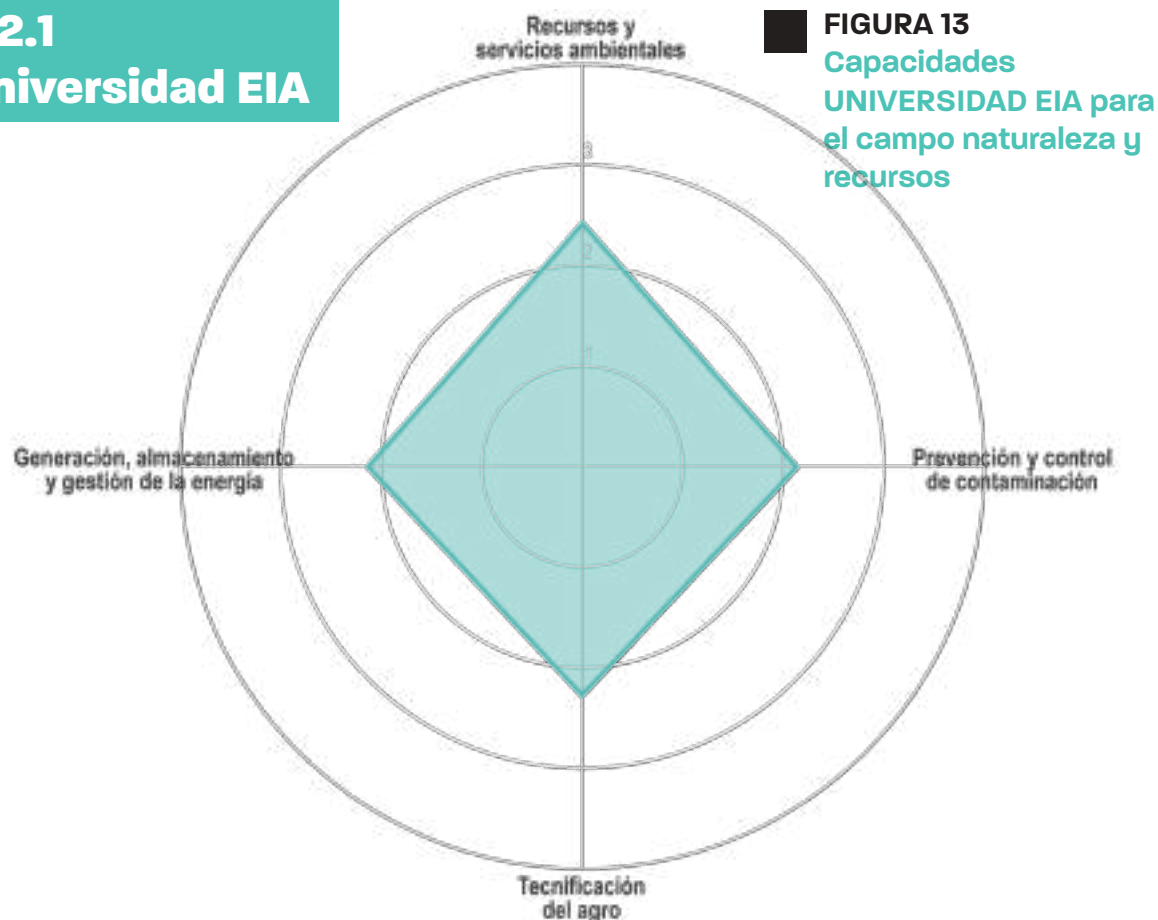 2.1
niversidad EIA
FIGURA 13
Capacidades
UNIVERSIDAD EIA para
el campo naturaleza y
recursos
Recursos y
servicios ambientales
3
2
1
Generación, almacenamiento
y gestión de la energía
Prevención y control
de contaminación
Tecnificación
del agro